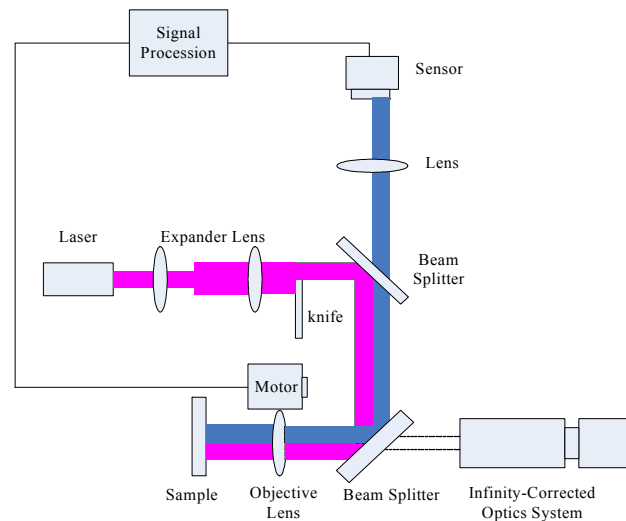 Signal
Procession
Sensor
Lens
Laser
Expander Lens
Beam
Splitter
knife
Motor
Sample
Objective
Lens
Beam Splitter
Infinity-Corrected
Optics System